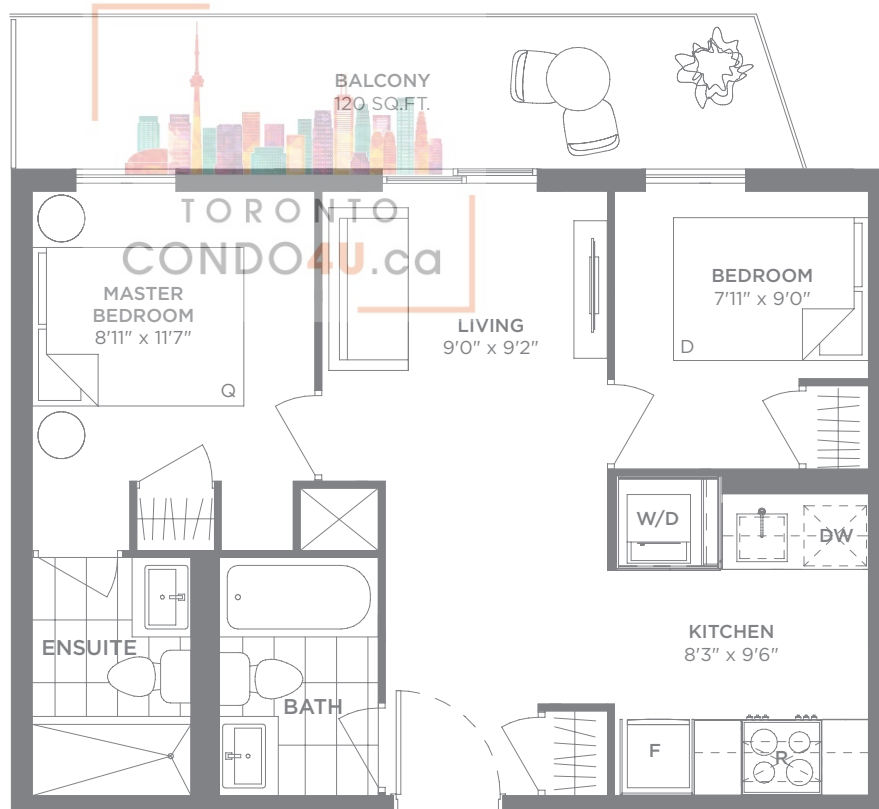 BALCONY
120 SQ.FT.
TORONTO
CONDO4U.ca
MASTER
BEDROOM
8'11" x 11'7"
Q
LIVING
9'0" x 9'2"
BEDROOM
7'11" x 9'0"
D
W/D
DW
KITCHEN
8'3" x 9'6"
ENSUITE
BATH
F
R